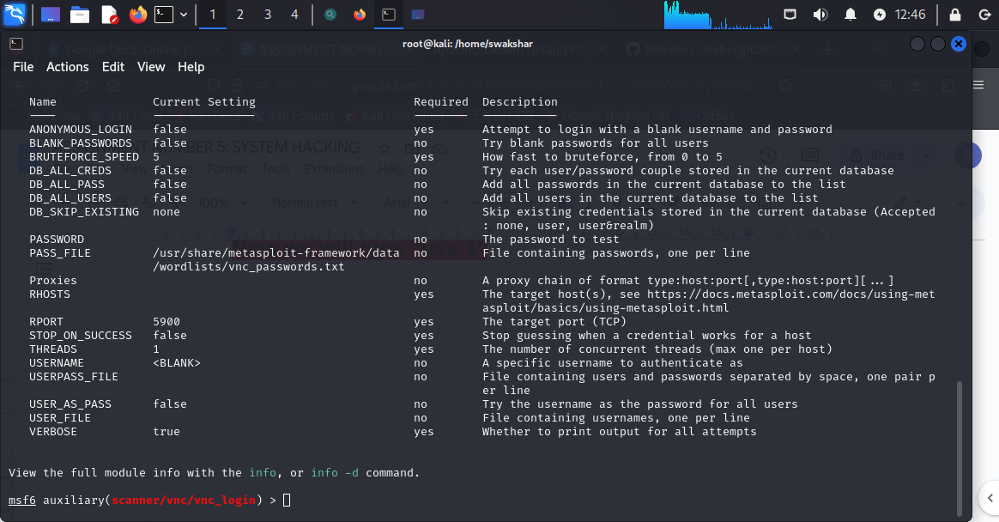 1 2 3 4 12:46
root@kali: /home/swakshar
File Actions Edit View Help
Name Current Setting Required Description
ANONYMOUS_LOGIN false yes Attempt to login with a blank username and password
BLANK_PASSWORDS false no Try blank passwords for all users
BRUTEFORCE_SPEED 5 yes How fast to bruteforce, from 0 to 5
DB_ALL_CREDS false no Try each user/password couple stored in the current database
DB_ALL_PASS false no Add all passwords in the current database to the list
DB_ALL_USERS false no Add all users in the current database to the list
DB_SKIP_EXISTING none no Skip existing credentials stored in the current database (Accepted
: none, user, user&realm)
PASSWORD no The password to test
PASS_FILE /usr/share/metasploit-framework/data no File containing passwords, one per line
/wordlists/vnc_passwords.txt
Proxies no A proxy chain of format type:host:port[,type:host:port][...]
RHOSTS yes The target host(s), see https://docs.metasploit.com/docs/using-met
asploit/basics/using-metasploit.html
RPORT 5900 yes The target port (TCP)
STOP_ON_SUCCESS false yes Stop guessing when a credential works for a host
THREADS 1 yes The number of concurrent threads (max one per host)
USERNAME <BLANK> no A specific username to authenticate as
USERPASS_FILE no File containing users and passwords separated by space, one pair p
er line
USER_AS_PASS false no Try the username as the password for all users
USER_FILE no File containing usernames, one per line
VERBOSE true yes Whether to print output for all attempts
View the full module info with the info, or info -d command.
msf6 auxiliary(scanner/vnc/vnc_login) >